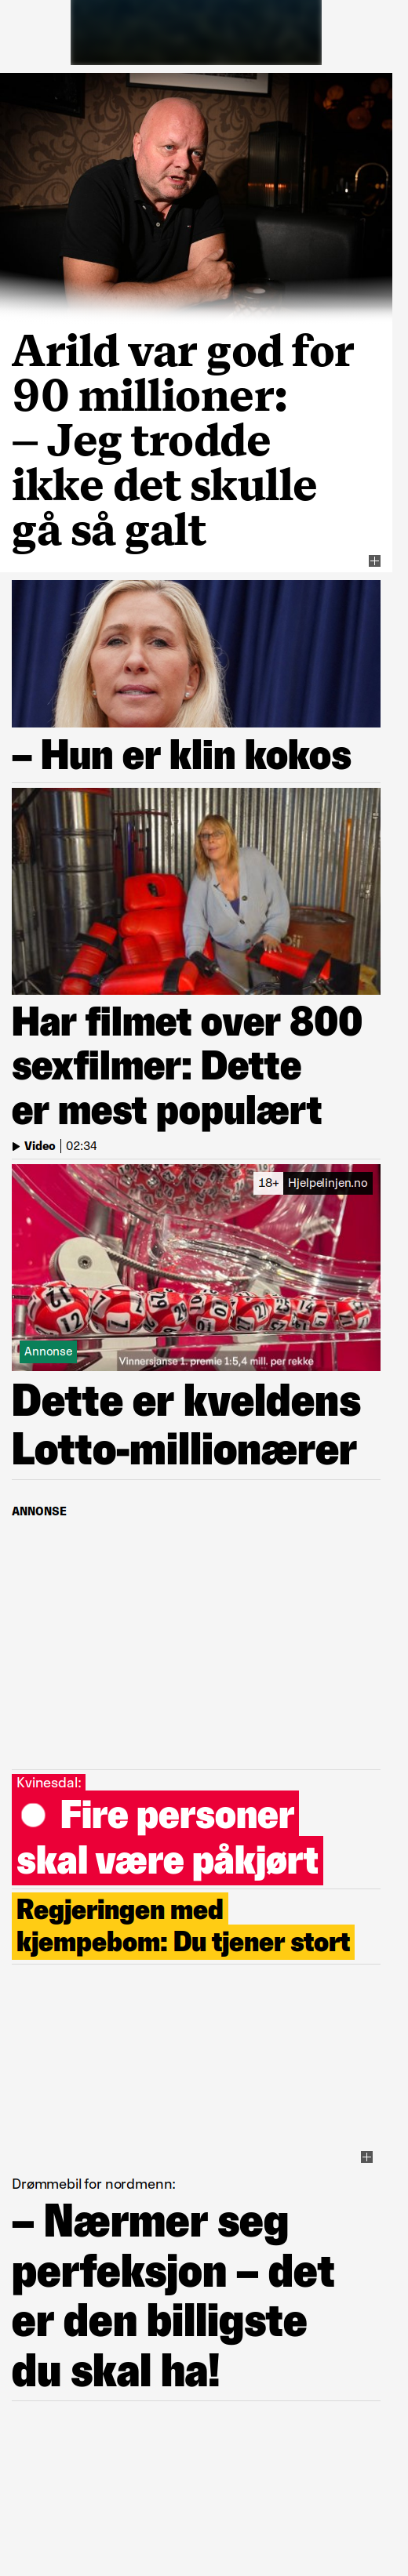 Arild var god for
90 millioner:
– Jeg trodde
ikke det skulle
gå så galt
– Hun er klin kokos
Har filmet over 800
sexfilmer: Dette
er mest populært
Video | 02:34
18+ Hjelpelinjen.no
Annonse
Vinnersjanse 1. premie 1:5,4 mill. per rekke
Dette er kveldens
Lotto-millionærer
ANNONSE
Kvinesdal:
Fire personer
skal være påkjørt
Regjeringen med
kjempebom: Du tjener stort
Drømmebil for nordmenn:
– Nærmer seg
perfeksjon – det
er den billigste
du skal ha!